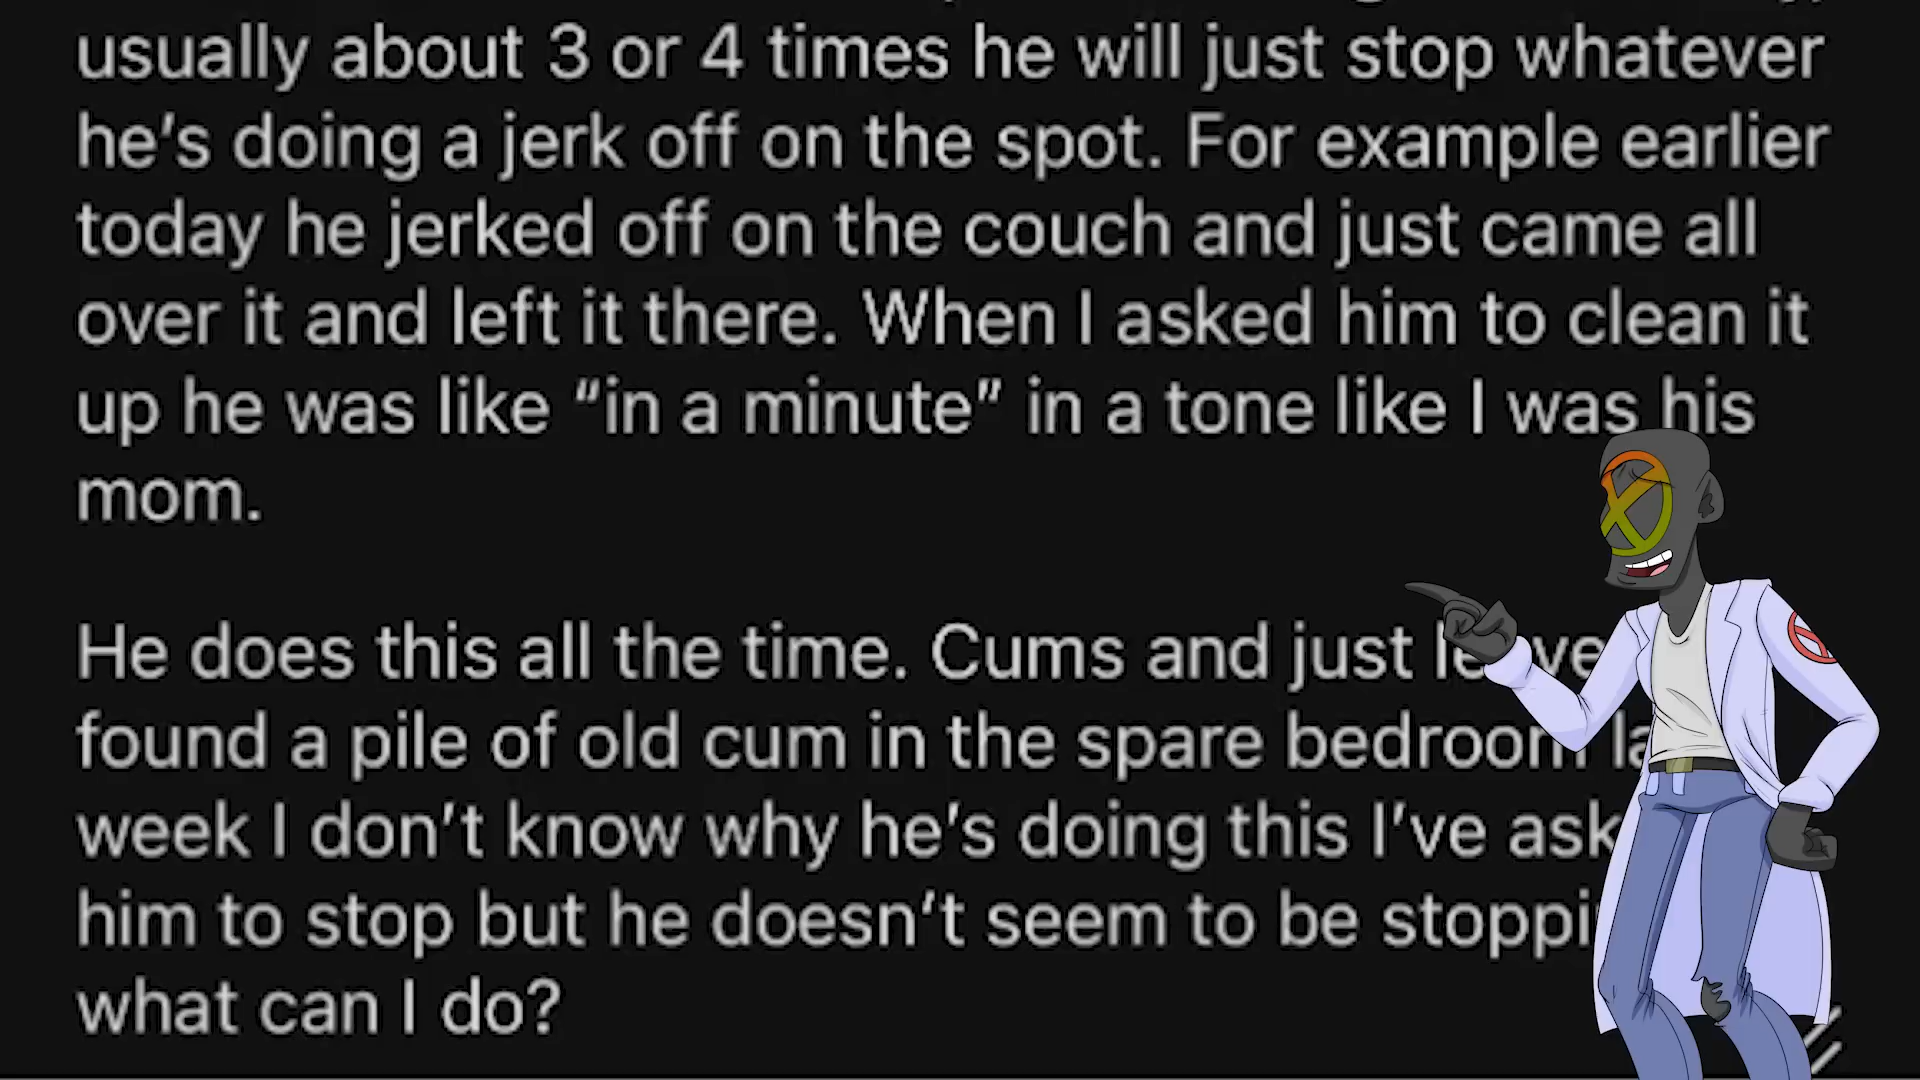 usually about 3 or 4 times he will just stop whatever
he’s doing a jerk off on the spot. For example earlier
today he jerked off on the couch and just came all
over it and left it there. When I asked him to clean it
up he was like “in a minute” in a tone like I was his
mom.
He does this all the time. Cums and just
found a pile of old cum in the spare bedroom
week I don’t know why he’s doing this I’ve
him to stop but he doesn’t seem to be
what can I do?